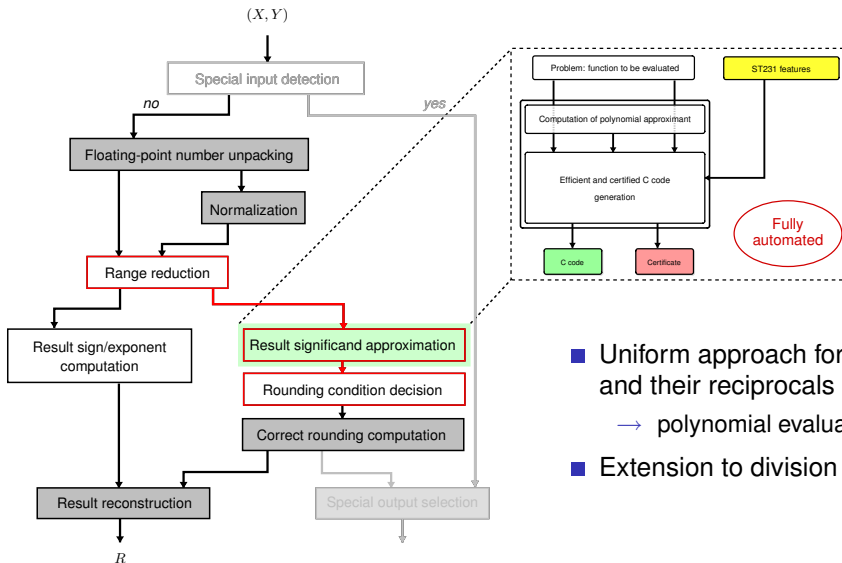 (X, Y)
Special input detection
no
yes
Floating-point number unpacking
Normalization
Range reduction
Result sign/exponent
computation
Result significand approximation
Rounding condition decision
Correct rounding computation
Result reconstruction
Special output selection
R
Problem: function to be evaluated
ST231 features
Computation of polynomial approximant
Efficient and certified C code
generation
Fully
automated
C code
Certificate
Uniform approach for
and their reciprocals
→ polynomial evalua
Extension to division